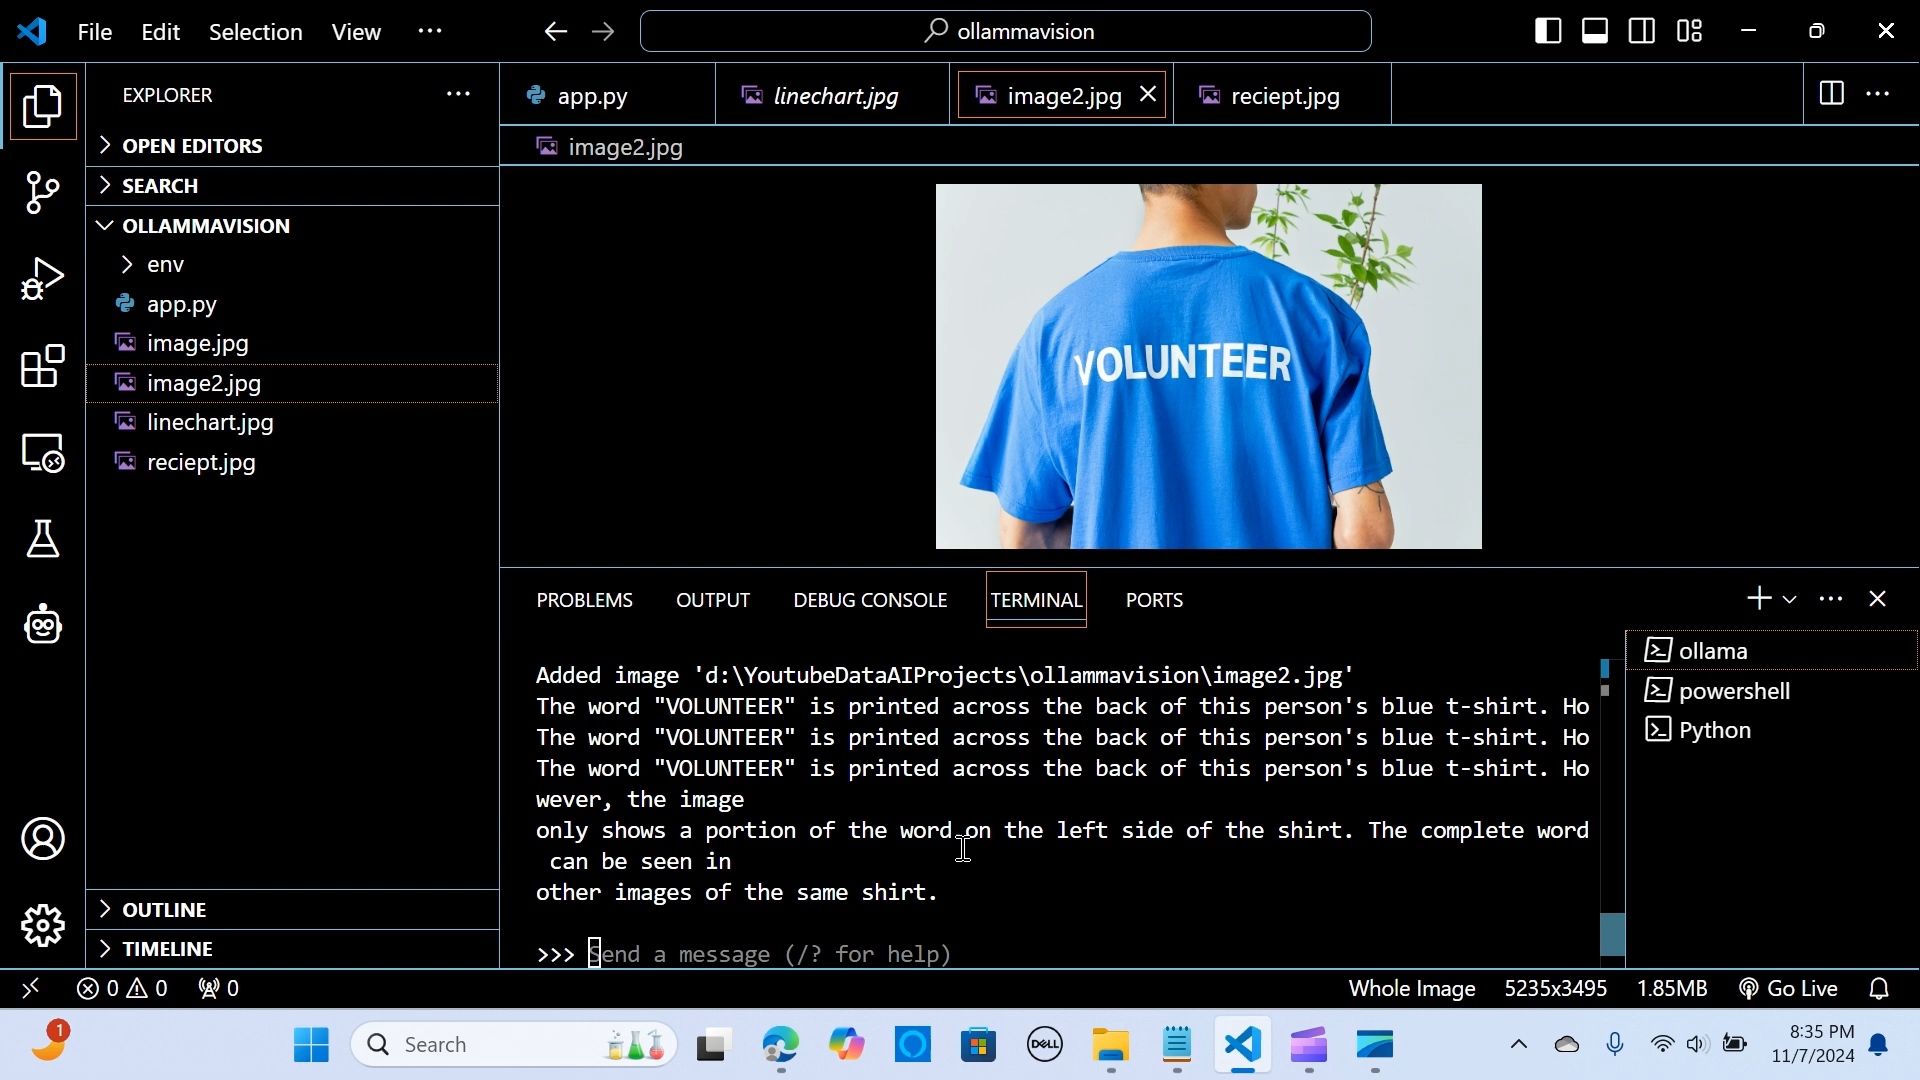 File Edit Selection View ··· ollammavision
EXPLORER ···
OPEN EDITORS
SEARCH
OLLAMMAVISION
env
app.py
image.jpg
image2.jpg
linechart.jpg
reciept.jpg
OUTLINE
TIMELINE
app.py linechart.jpg image2.jpg reciept.jpg
image2.jpg
VOLUNTEER
PROBLEMS OUTPUT DEBUG CONSOLE TERMINAL PORTS
Added image 'd:\YoutubeDataAIProjects\ollammavision\image2.jpg'
The word "VOLUNTEER" is printed across the back of this person's blue t-shirt. Ho
The word "VOLUNTEER" is printed across the back of this person's blue t-shirt. Ho
The word "VOLUNTEER" is printed across the back of this person's blue t-shirt. Ho
wever, the image
only shows a portion of the word on the left side of the shirt. The complete word
can be seen in
other images of the same shirt.
>>> Send a message (/? for help)
ollama
powershell
Python
0 0 0 Whole Image 5235x3495 1.85MB Go Live
1 Search DELL 8:35 PM
11/7/2024